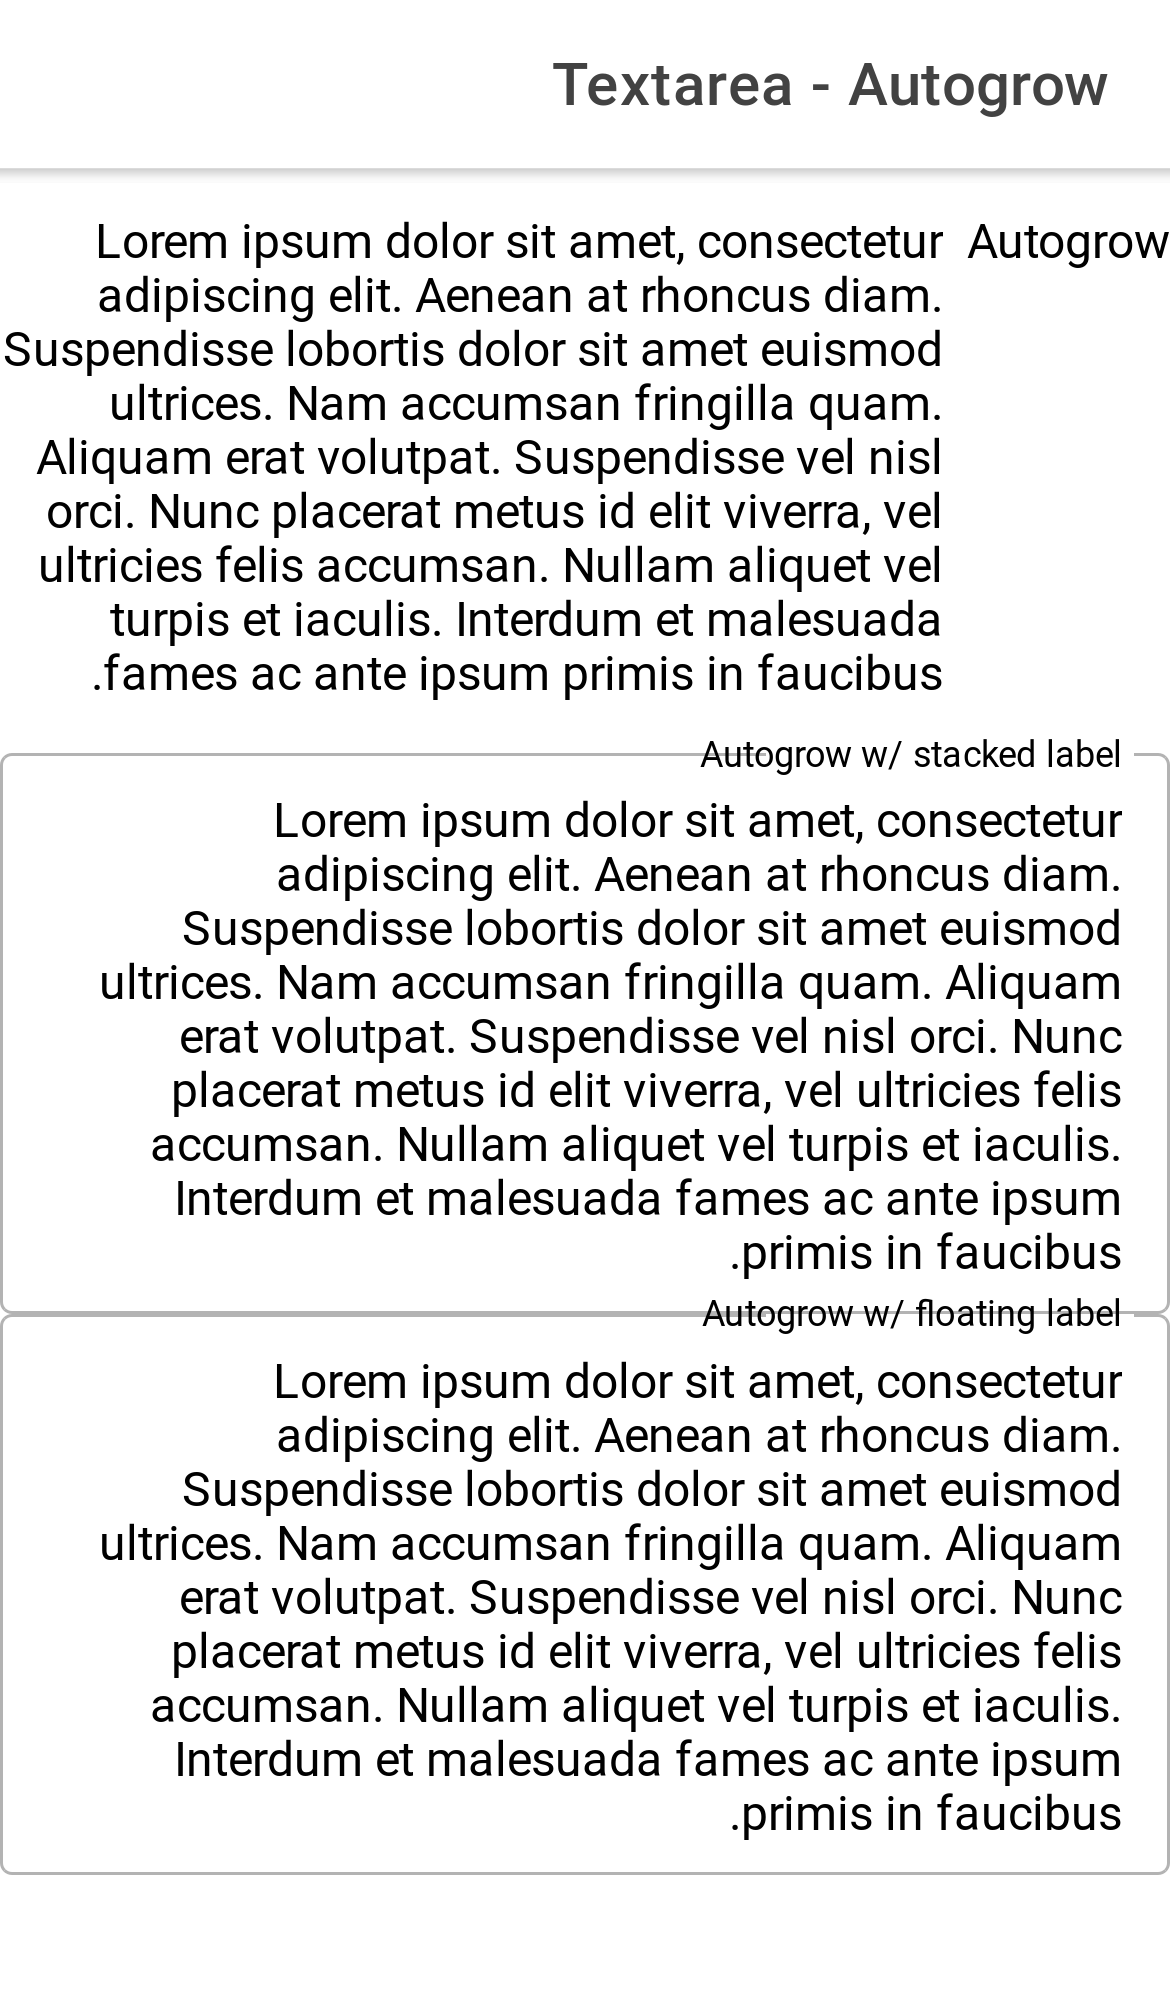 Textarea - Autogrow
Autogrow
Lorem ipsum dolor sit amet, consectetur
adipiscing elit. Aenean at rhoncus diam.
Suspendisse lobortis dolor sit amet euismod
ultrices. Nam accumsan fringilla quam.
Aliquam erat volutpat. Suspendisse vel nisl
orci. Nunc placerat metus id elit viverra, vel
ultricies felis accumsan. Nullam aliquet vel
turpis et iaculis. Interdum et malesuada
.fames ac ante ipsum primis in faucibus
Autogrow w/ stacked label
Lorem ipsum dolor sit amet, consectetur
adipiscing elit. Aenean at rhoncus diam.
Suspendisse lobortis dolor sit amet euismod
ultrices. Nam accumsan fringilla quam. Aliquam
erat volutpat. Suspendisse vel nisl orci. Nunc
placerat metus id elit viverra, vel ultricies felis
accumsan. Nullam aliquet vel turpis et iaculis.
Interdum et malesuada fames ac ante ipsum
.primis in faucibus
Autogrow w/ floating label
Lorem ipsum dolor sit amet, consectetur
adipiscing elit. Aenean at rhoncus diam.
Suspendisse lobortis dolor sit amet euismod
ultrices. Nam accumsan fringilla quam. Aliquam
erat volutpat. Suspendisse vel nisl orci. Nunc
placerat metus id elit viverra, vel ultricies felis
accumsan. Nullam aliquet vel turpis et iaculis.
Interdum et malesuada fames ac ante ipsum
.primis in faucibus